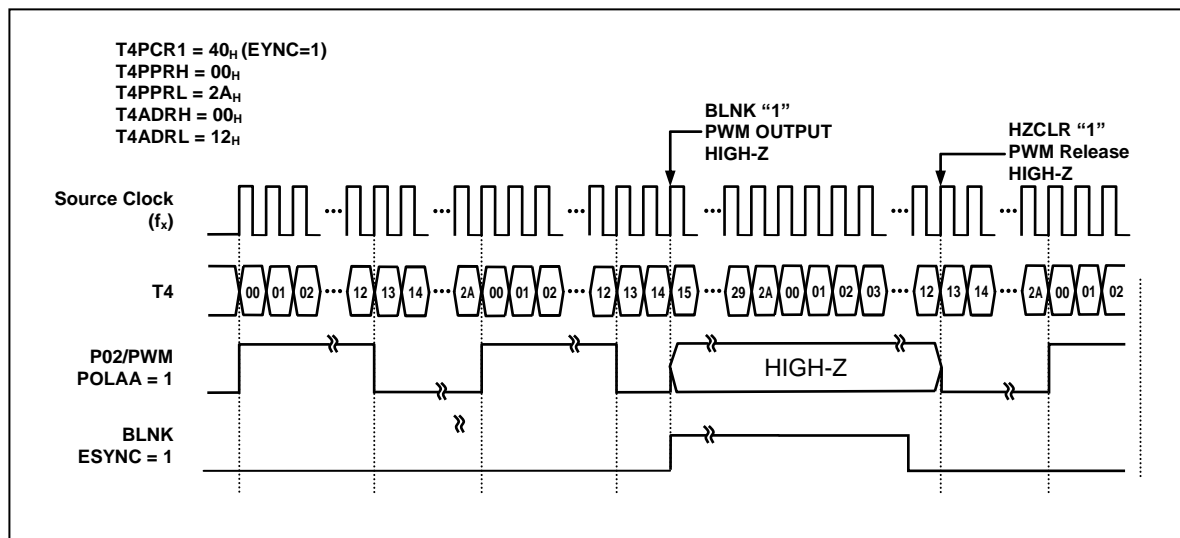 T4PCR1 = 40H (EYNC=1)
T4PPRH = 00H
T4PPRL = 2AH
T4ADRH = 00H
T4ADRL = 12H
BLNK “1”
PWM OUTPUT
HIGH-Z
HZCLR “1”
PWM Release
HIGH-Z
Source Clock
(fx)
... ... ... ... ... ...
T4
00 01 02 ... 12 13 14 ... 2A 00 01 02 ... 12 13 14 15 ... 29 2A 00 01 02 03 ... 12 13 14 ... 2A 00 01 02
P02/PWM
POLAA = 1
HIGH-Z
BLNK
ESYNC = 1